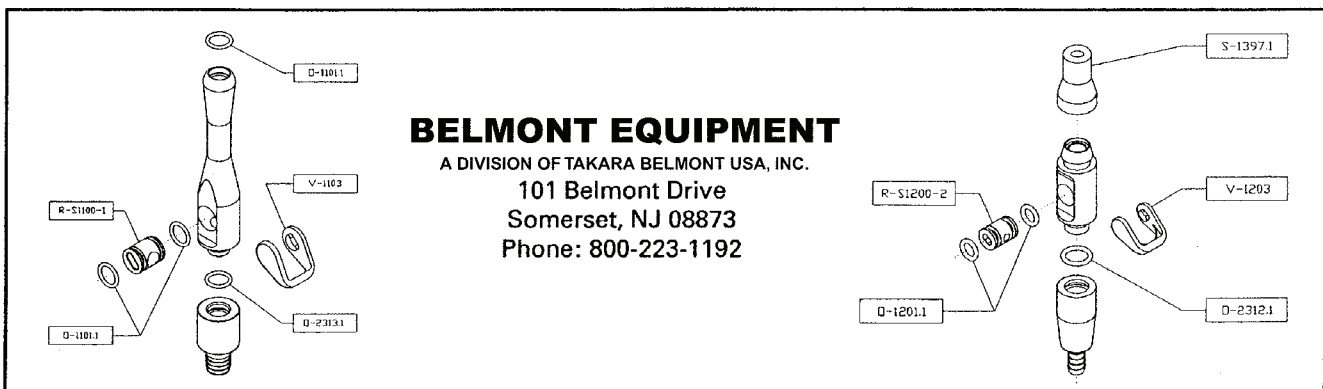 O-1101.1
V-1103
R-S1100-1
O-1101.1
O-2313.1
BELMONT EQUIPMENT
A DIVISION OF TAKARA BELMONT USA, INC.
101 Belmont Drive
Somerset, NJ 08873
Phone: 800-223-1192
S-1397.1
R-S1200-2
V-1203
O-1201.1
O-2312.1